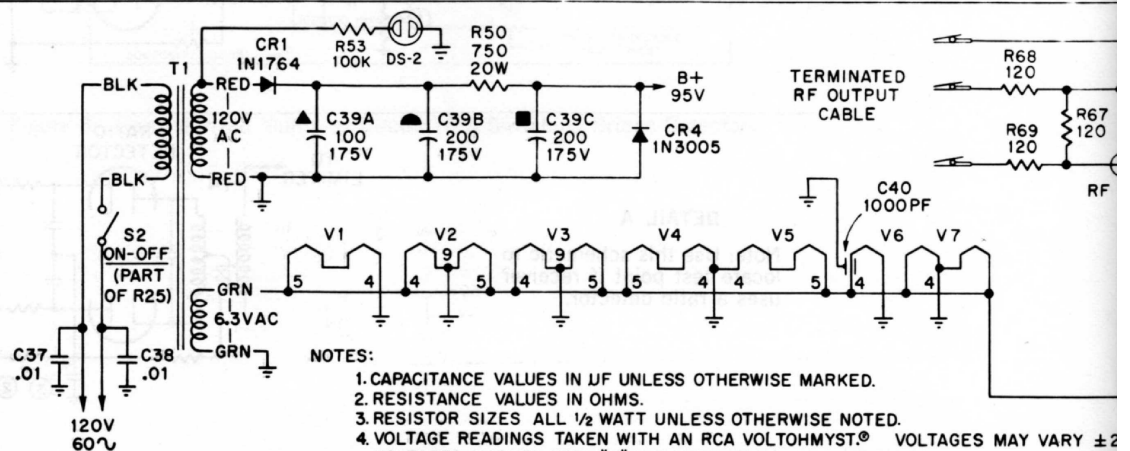 R53
100K
DS-2
R50
750
20W
CR1
1N1764
T1
BLK
RED
120V
AC
RED
BLK
C39A
100
175V
C39B
200
175V
C39C
200
175V
B+
95V
CR4
1N3005
TERMINATED
RF OUTPUT
CABLE
R68
120
R67
120
R69
120
RF
C40
1000PF
S2
ON-OFF
(PART
OF R25)
GRN
6.3VAC
GRN
V1
V2
V3
V4
V5
V6
V7
5
4
4
9
5
5
9
4
5
4
4
5
4
5
4
9
C37
.01
C38
.01
120V
60~
NOTES:
1. CAPACITANCE VALUES IN UF UNLESS OTHERWISE MARKED.
2. RESISTANCE VALUES IN OHMS.
3. RESISTOR SIZES ALL 1/2 WATT UNLESS OTHERWISE NOTED.
4. VOLTAGE READINGS TAKEN WITH AN RCA VOLTOHMYST.® VOLTAGES MAY VARY ±2